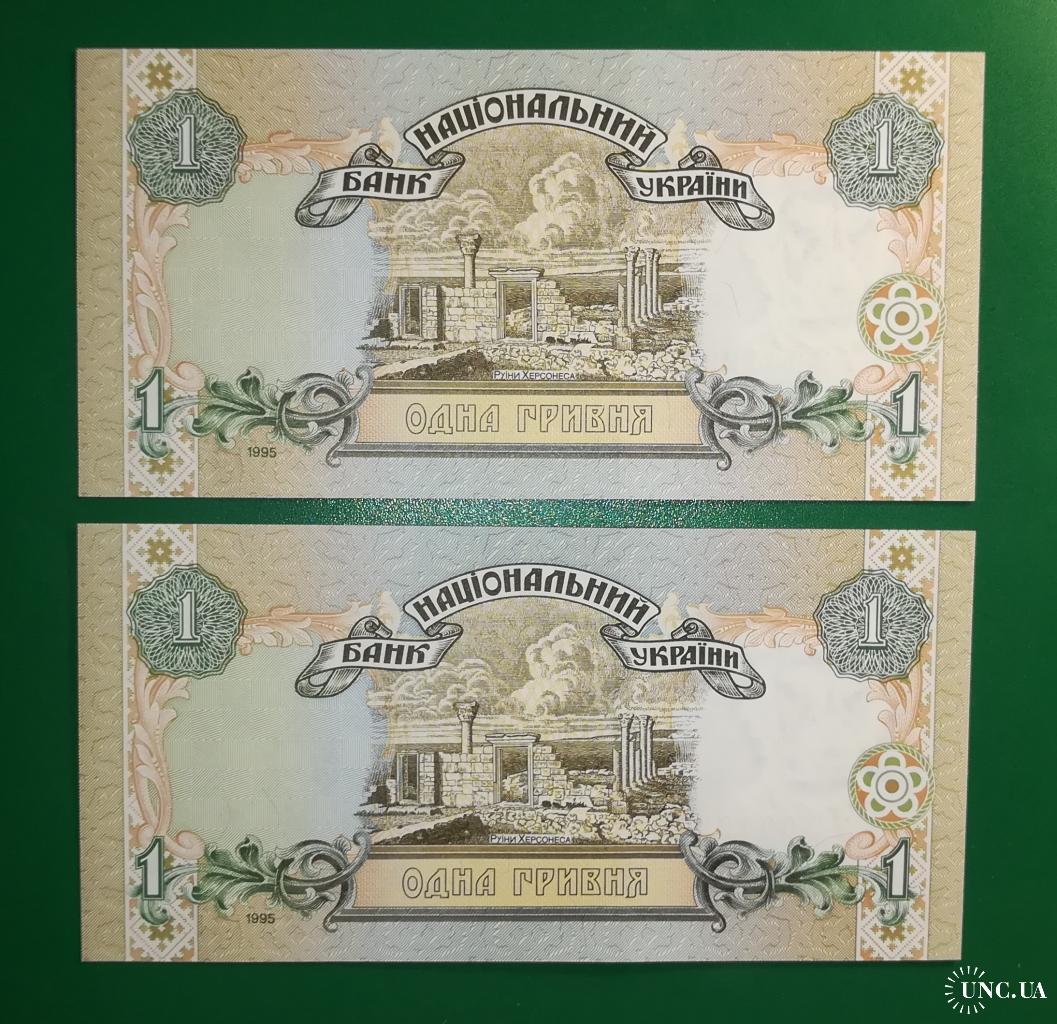 1 НАЦІОНАЛЬНИЙ 1
БАНК УКРАЇНИ
РУЇНИ ХЕРСОНЕСА
1 ОДНА ГРИВНЯ 1
1995
1 НАЦІОНАЛЬНИЙ 1
БАНК УКРАЇНИ
РУЇНИ ХЕРСОНЕСА
1 ОДНА ГРИВНЯ 1
1995
UNC.UA